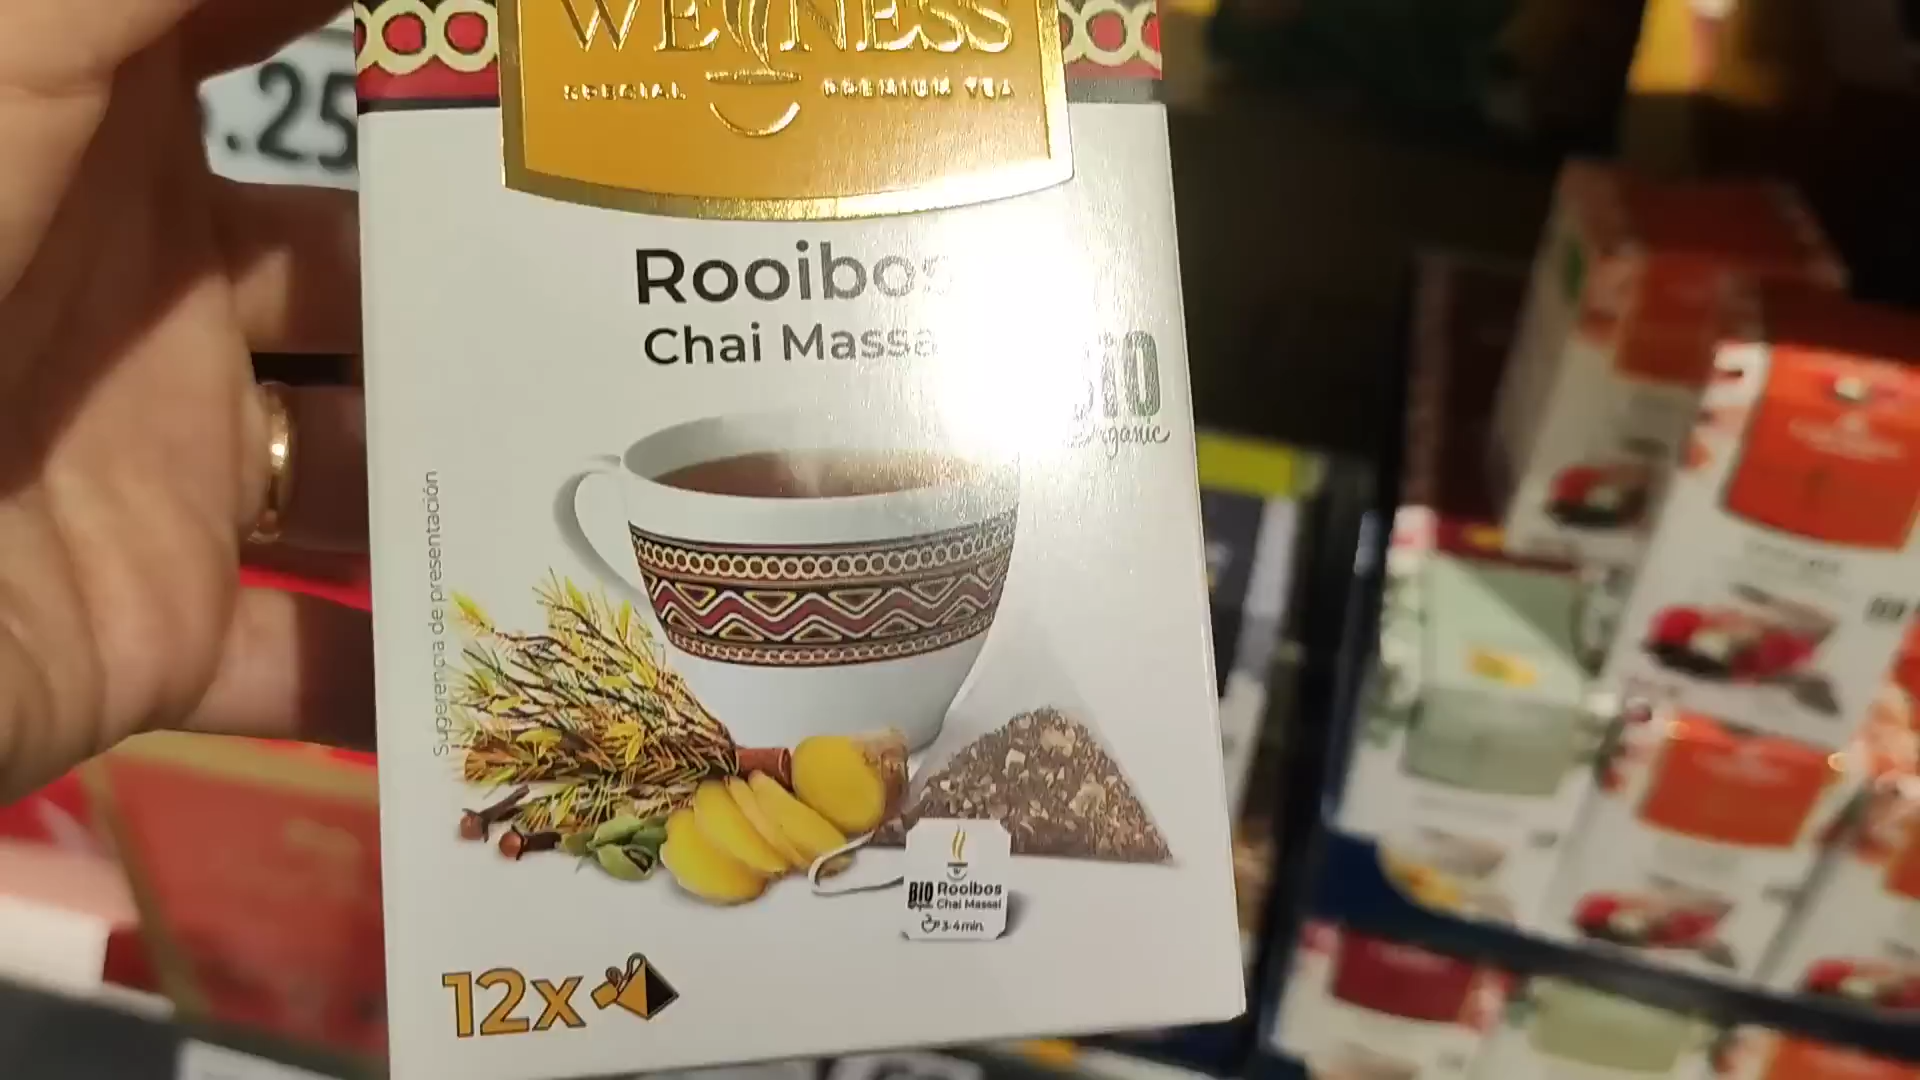 .25
WELLNESS
SPECIAL PREMIUM TEA
Rooibos
Chai Massa
BIO
Organic
Sugerencia de presentación
BIO Rooibos
Chai Massai
3-4 min.
12x